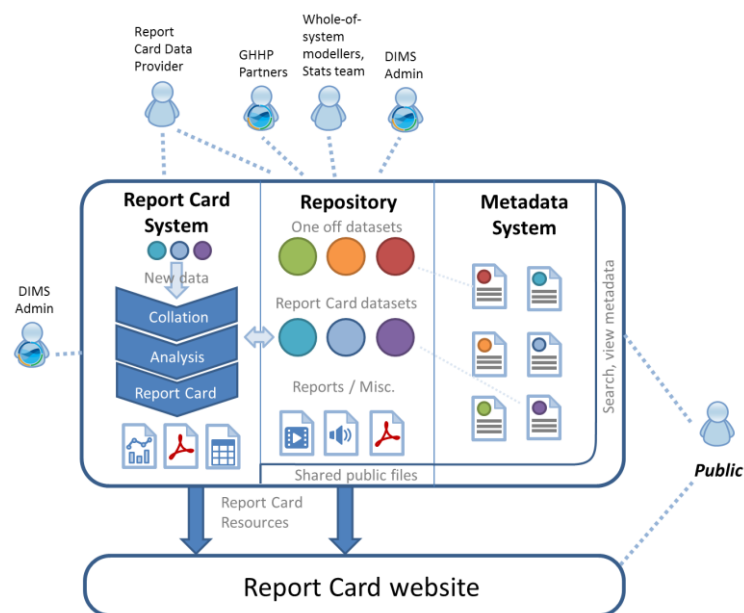 Report
Card Data
Provider
GHHP
Partners
Whole-of-
system
modellers,
Stats team
DIMS
Admin
Report Card
System
New data
Collation
Analysis
Report Card
Repository
One off datasets
Report Card datasets
Reports / Misc.
Metadata
System
Search, view metadata
Shared public files
DIMS
Admin
Public
Report Card
Resources
Report Card website